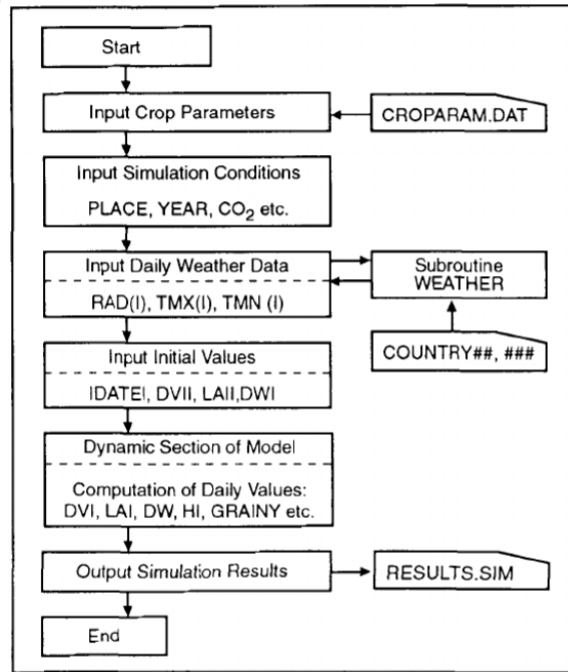 Start
Input Crop Parameters
CROPARAM.DAT
Input Simulation Conditions
PLACE, YEAR, CO₂ etc.
Input Daily Weather Data
RAD(I), TMX(I), TMN (I)
Subroutine
WEATHER
COUNTRY##, ###
Input Initial Values
IDATEI, DVII, LAII,DWI
Dynamic Section of Model
Computation of Daily Values:
DVI, LAI, DW, HI, GRAINY etc.
Output Simulation Results
RESULTS.SIM
End